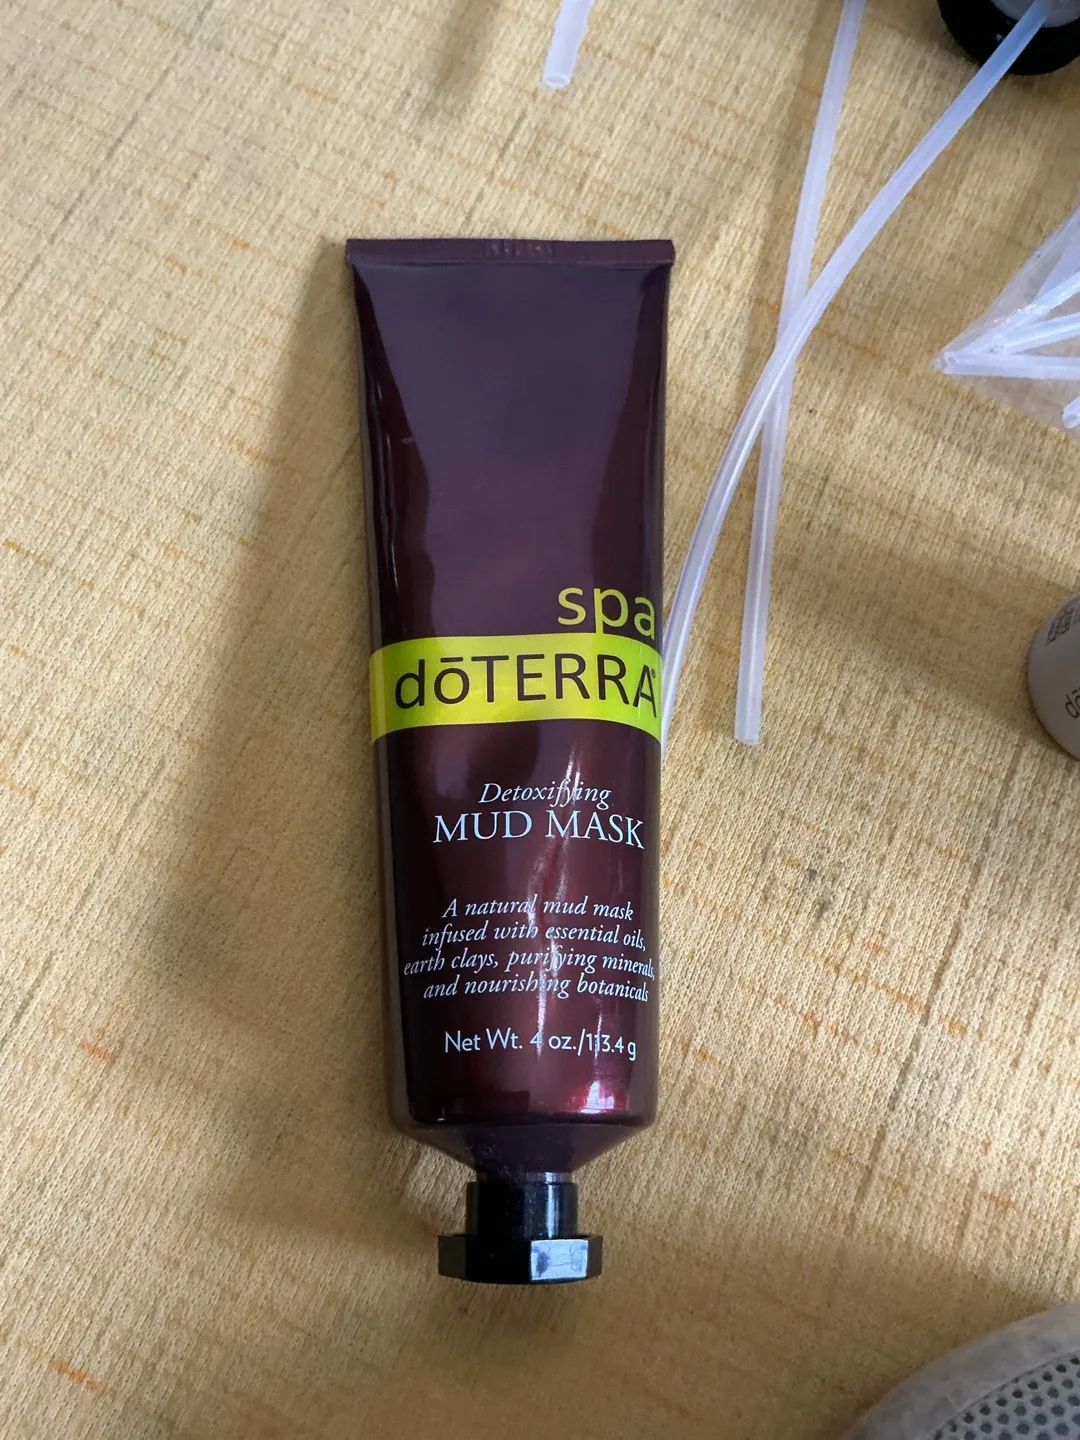 spa
dōTERRA®
Detoxifying
MUD MASK
A natural mud mask
infused with essential oils,
earth clays, purifying minerals,
and nourishing botanicals
Net Wt. 4 oz./113.4 g